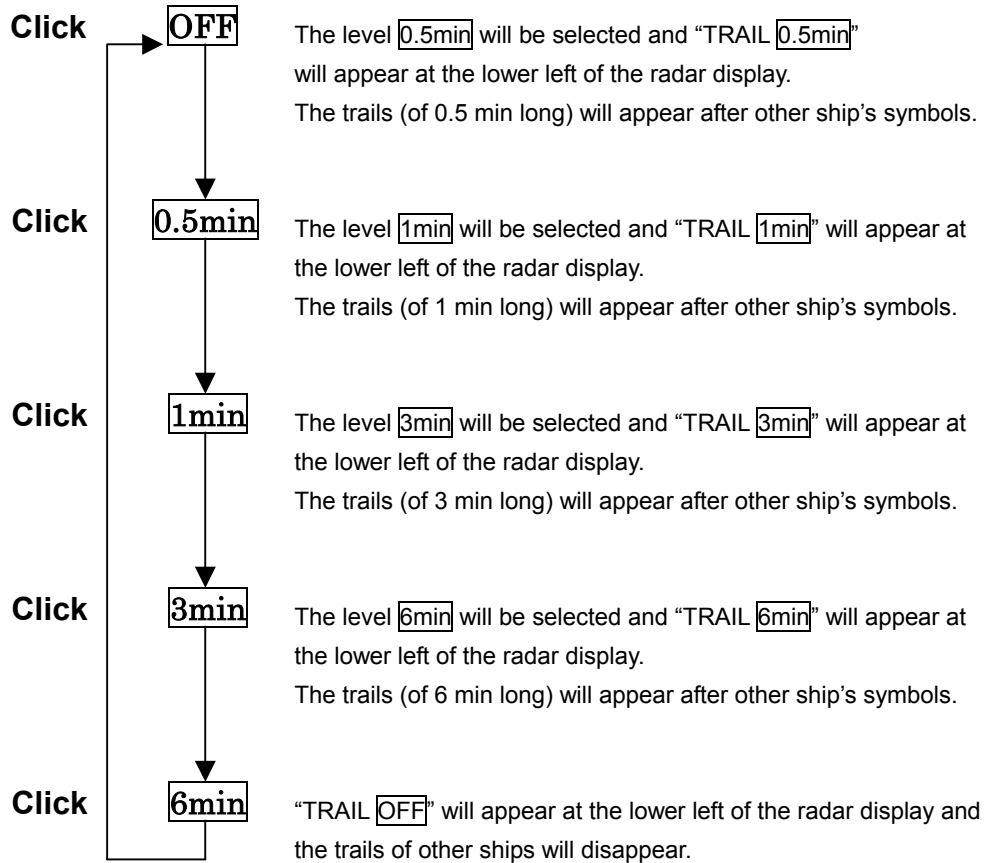 Click OFF The level 0.5min will be selected and “TRAIL 0.5min”
will appear at the lower left of the radar display.
The trails (of 0.5 min long) will appear after other ship’s symbols.
Click 0.5min The level 1min will be selected and “TRAIL 1min” will appear at
the lower left of the radar display.
The trails (of 1 min long) will appear after other ship’s symbols.
Click 1min The level 3min will be selected and “TRAIL 3min” will appear at
the lower left of the radar display.
The trails (of 3 min long) will appear after other ship’s symbols.
Click 3min The level 6min will be selected and “TRAIL 6min” will appear at
the lower left of the radar display.
The trails (of 6 min long) will appear after other ship’s symbols.
Click 6min “TRAIL OFF” will appear at the lower left of the radar display and
the trails of other ships will disappear.